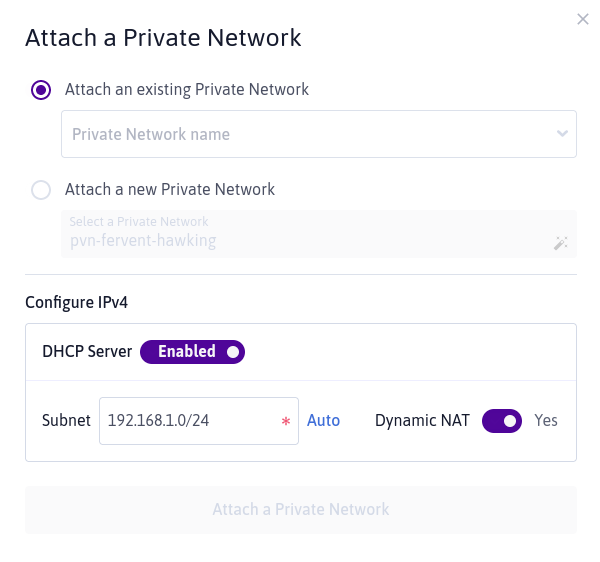 Attach a Private Network
Attach an existing Private Network
Private Network name
Attach a new Private Network
Select a Private Network
pvn-fervent-hawking
Configure IPv4
DHCP Server Enabled
Subnet 192.168.1.0/24 * Auto Dynamic NAT Yes
Attach a Private Network